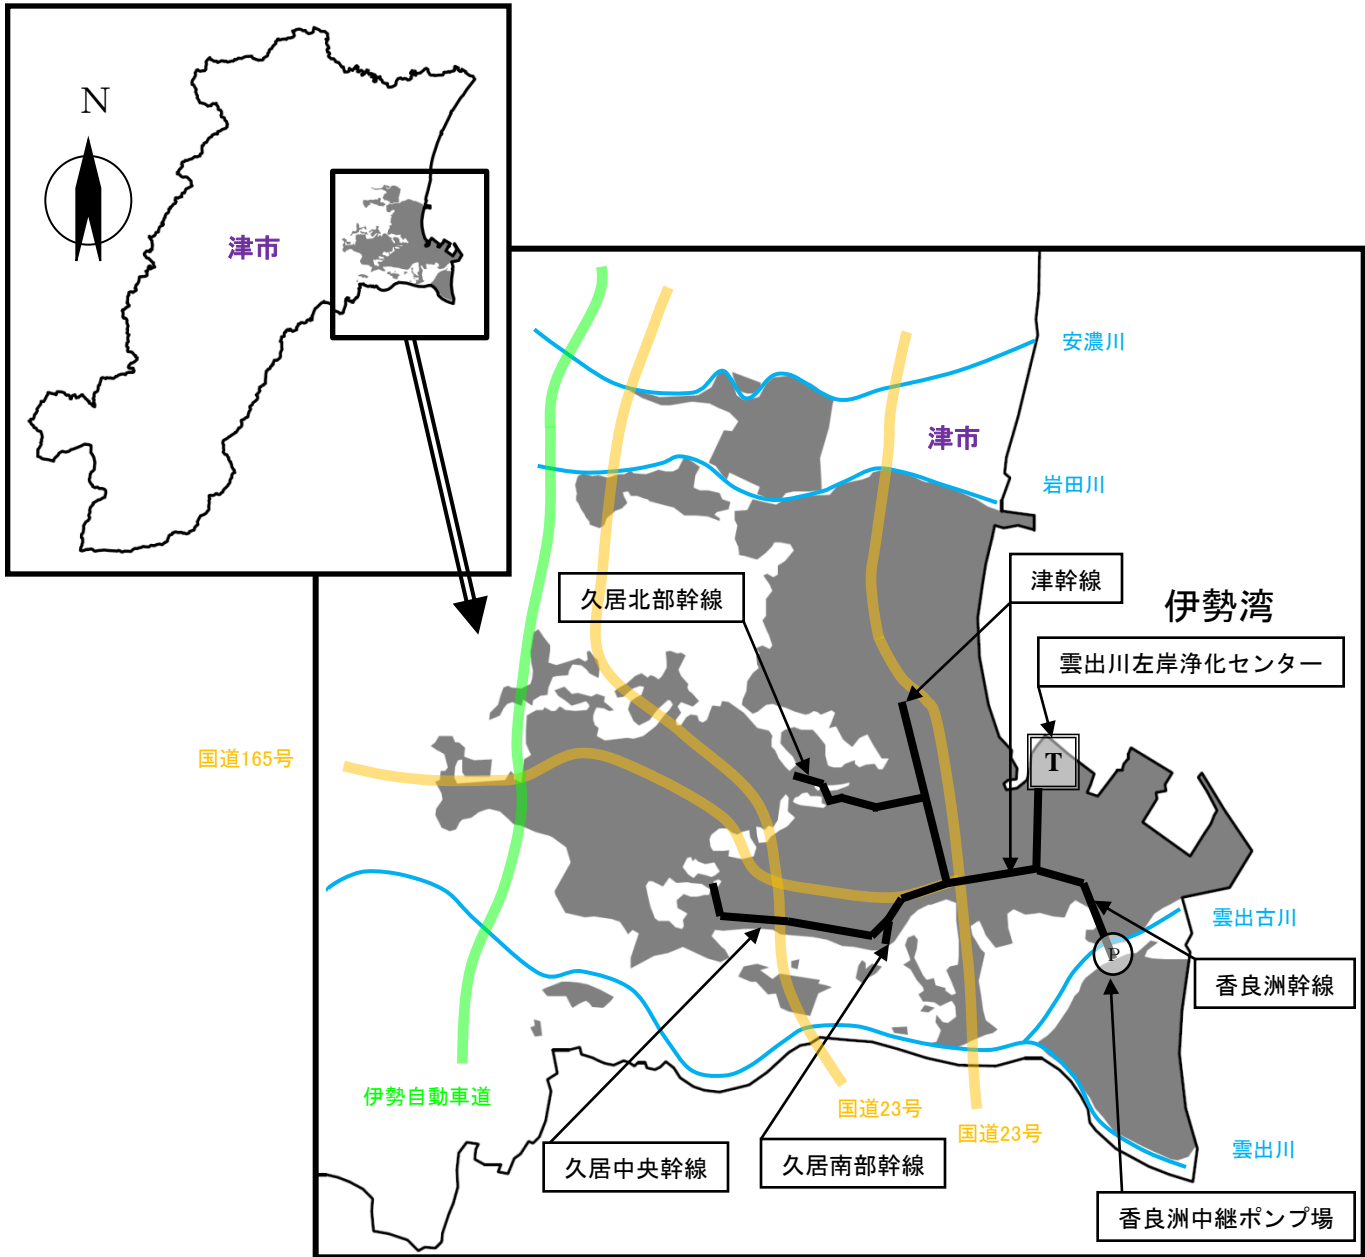 N
津市
安濃川
津市
岩田川
津幹線
久居北部幹線
伊勢湾
雲出川左岸浄化センター
国道165号
T
雲出古川
P
香良洲幹線
伊勢自動車道
国道23号
国道23号
雲出川
久居中央幹線
久居南部幹線
香良洲中継ポンプ場